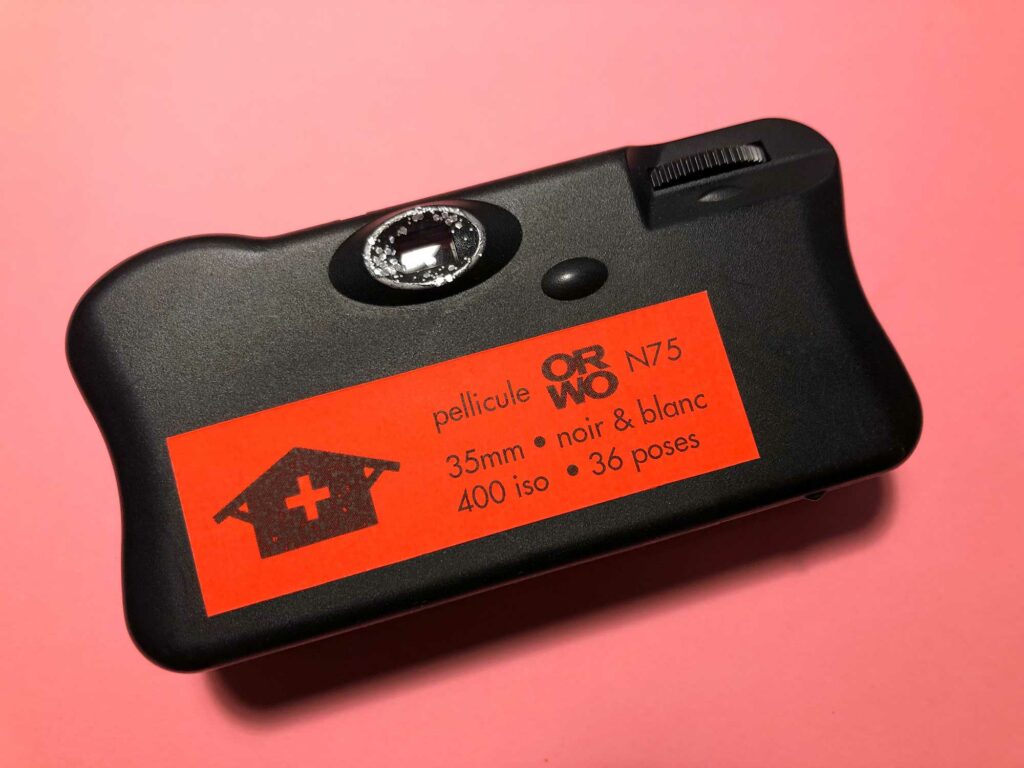 pellicule ORWO N75
35mm • noir & blanc
400 iso • 36 poses